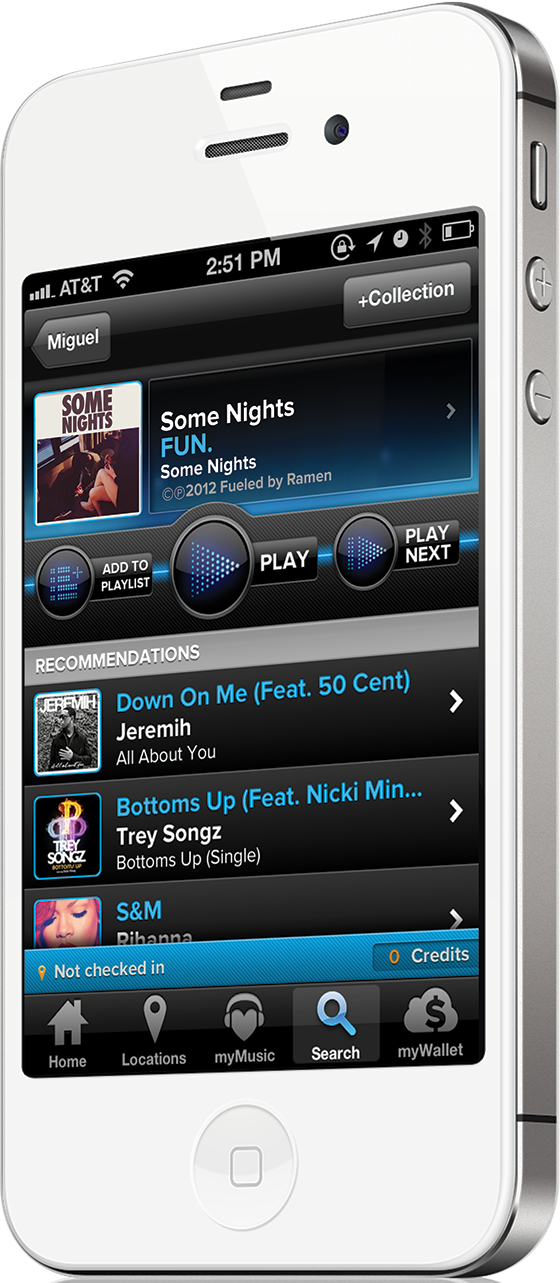 AT&T 2:51 PM
Miguel +Collection
SOME
NIGHTS
Some Nights
FUN.
Some Nights
©℗2012 Fueled by Ramen
ADD TO
PLAYLIST
PLAY
PLAY
NEXT
RECOMMENDATIONS
JEREMIH
Down On Me (Feat. 50 Cent)
Jeremih
All About You
TREY
SONGZ
BOTTOMS UP
Bottoms Up (Feat. Nicki Min...
Trey Songz
Bottoms Up (Single)
S&M
Rihanna
Not checked in 0 Credits
Home Locations myMusic Search myWallet